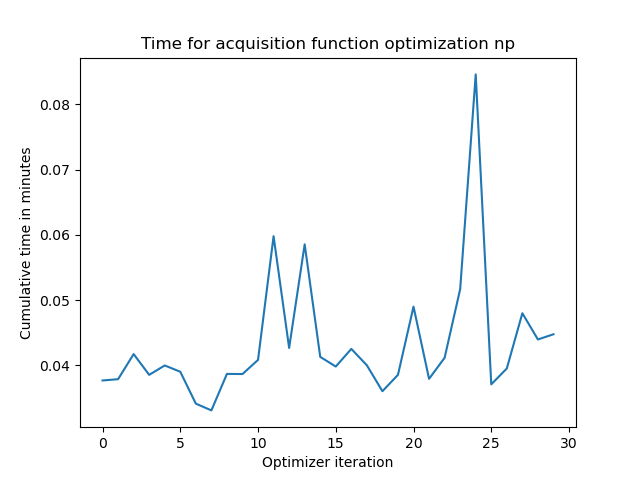 Time for acquisition function optimization np
Cumulative time in minutes
0.08
0.07
0.06
0.05
0.04
0 5 10 15 20 25 30
Optimizer iteration